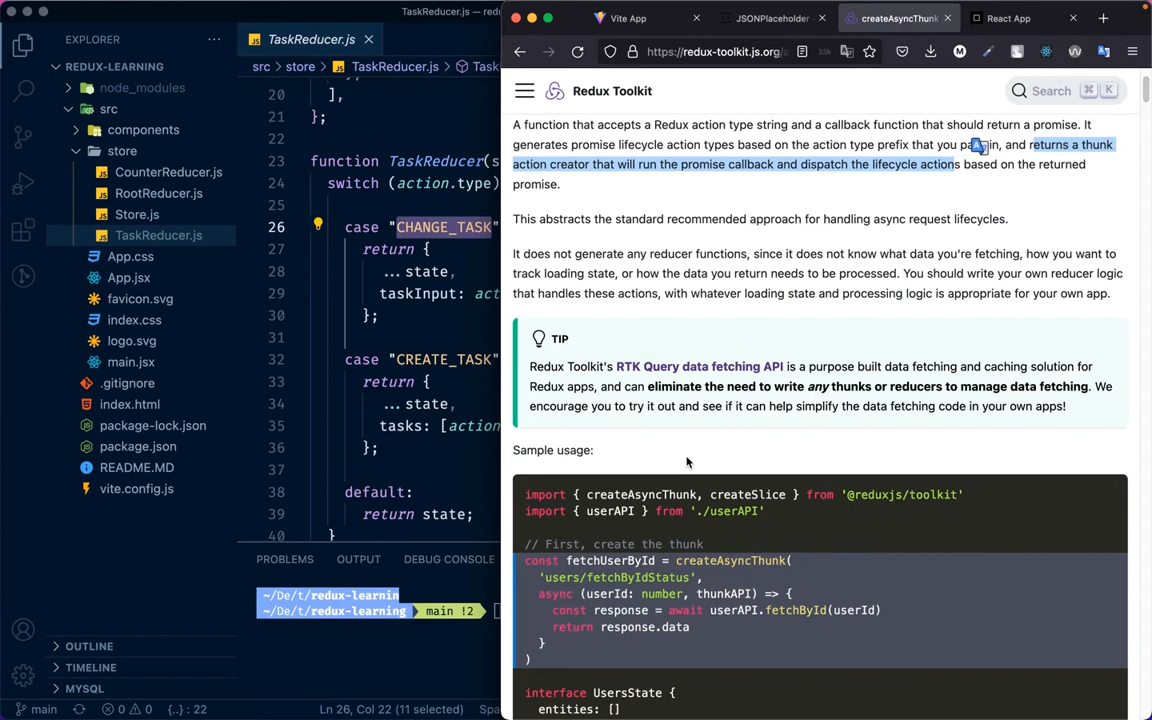 TaskReducer.js — redu
EXPLORER
REDUX-LEARNING
node_modules
src
components
store
CounterReducer.js
RootReducer.js
Store.js
TaskReducer.js
App.css
App.jsx
favicon.svg
index.css
logo.svg
main.jsx
.gitignore
index.html
package-lock.json
package.json
README.MD
vite.config.js
OUTLINE
TIMELINE
MYSQL
TaskReducer.js
src > store > TaskReducer.js > Task
20 ],
21 };
22
23 function TaskReducer(s
24 switch (action.type)
25
26 case "CHANGE_TASK"
27 return {
28 ...state,
29 taskInput: act
30 };
31
32 case "CREATE_TASK"
33 return {
34 ...state,
35 tasks: [action
36 };
37
38 default:
39 return state;
40 }
PROBLEMS OUTPUT DEBUG CONSOLE
~/De/t/redux-learnin
~/De/t/redux-learning main !2
main 0 0 {..} : 22 Ln 26, Col 22 (11 selected) Spa
Vite App
JSONPlaceholder -
createAsyncThunk
React App
https://redux-toolkit.js.org/
33k
Redux Toolkit
Search ⌘ K
A function that accepts a Redux action type string and a callback function that should return a promise. It
generates promise lifecycle action types based on the action type prefix that you pa in, and returns a thunk
action creator that will run the promise callback and dispatch the lifecycle actions based on the returned
promise.
This abstracts the standard recommended approach for handling async request lifecycles.
It does not generate any reducer functions, since it does not know what data you're fetching, how you want to
track loading state, or how the data you return needs to be processed. You should write your own reducer logic
that handles these actions, with whatever loading state and processing logic is appropriate for your own app.
TIP
Redux Toolkit's RTK Query data fetching API is a purpose built data fetching and caching solution for
Redux apps, and can eliminate the need to write any thunks or reducers to manage data fetching. We
encourage you to try it out and see if it can help simplify the data fetching code in your own apps!
Sample usage:
import { createAsyncThunk, createSlice } from '@reduxjs/toolkit'
import { userAPI } from './userAPI'
// First, create the thunk
const fetchUserById = createAsyncThunk(
'users/fetchByIdStatus',
async (userId: number, thunkAPI) => {
const response = await userAPI.fetchById(userId)
return response.data
}
)
interface UsersState {
entities: []